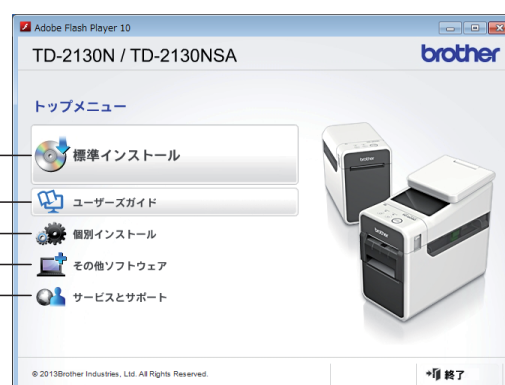 Adobe Flash Player 10
TD-2130N / TD-2130NSA
brother
トップメニュー
標準インストール
ユーザーズガイド
個別インストール
その他ソフトウェア
サービスとサポート
© 2013Brother Industries, Ltd. All Rights Reserved.
終了